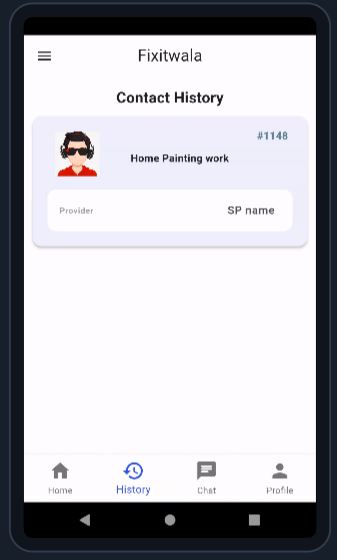 Fixitwala
Contact History
#1148
Home Painting work
Provider
SP name
Home
History
Chat
Profile